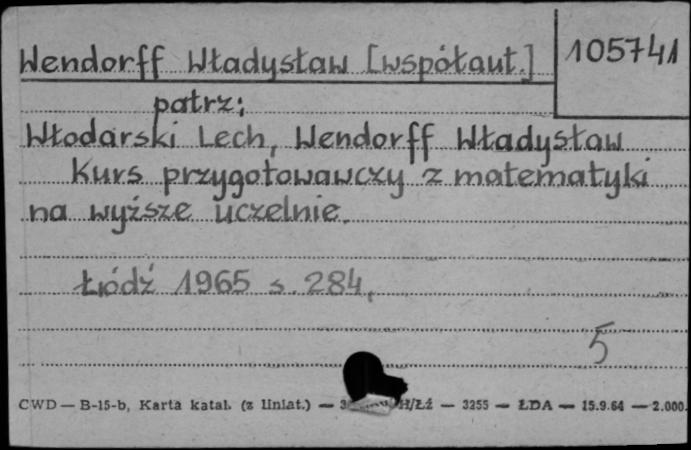 Wendorff Władysław [współaut.] 105741
patrz:
Włodarski Lech, Wendorff Władysław
Kurs przygotowawczy z matematyki
na wyższe uczelnie.
Łódź 1965 s. 284.
5
CWD — B-15-b, Karta katal. (z liniat.) — /Łź — 3255 — ŁDA — 15.9.64 — 2.000.